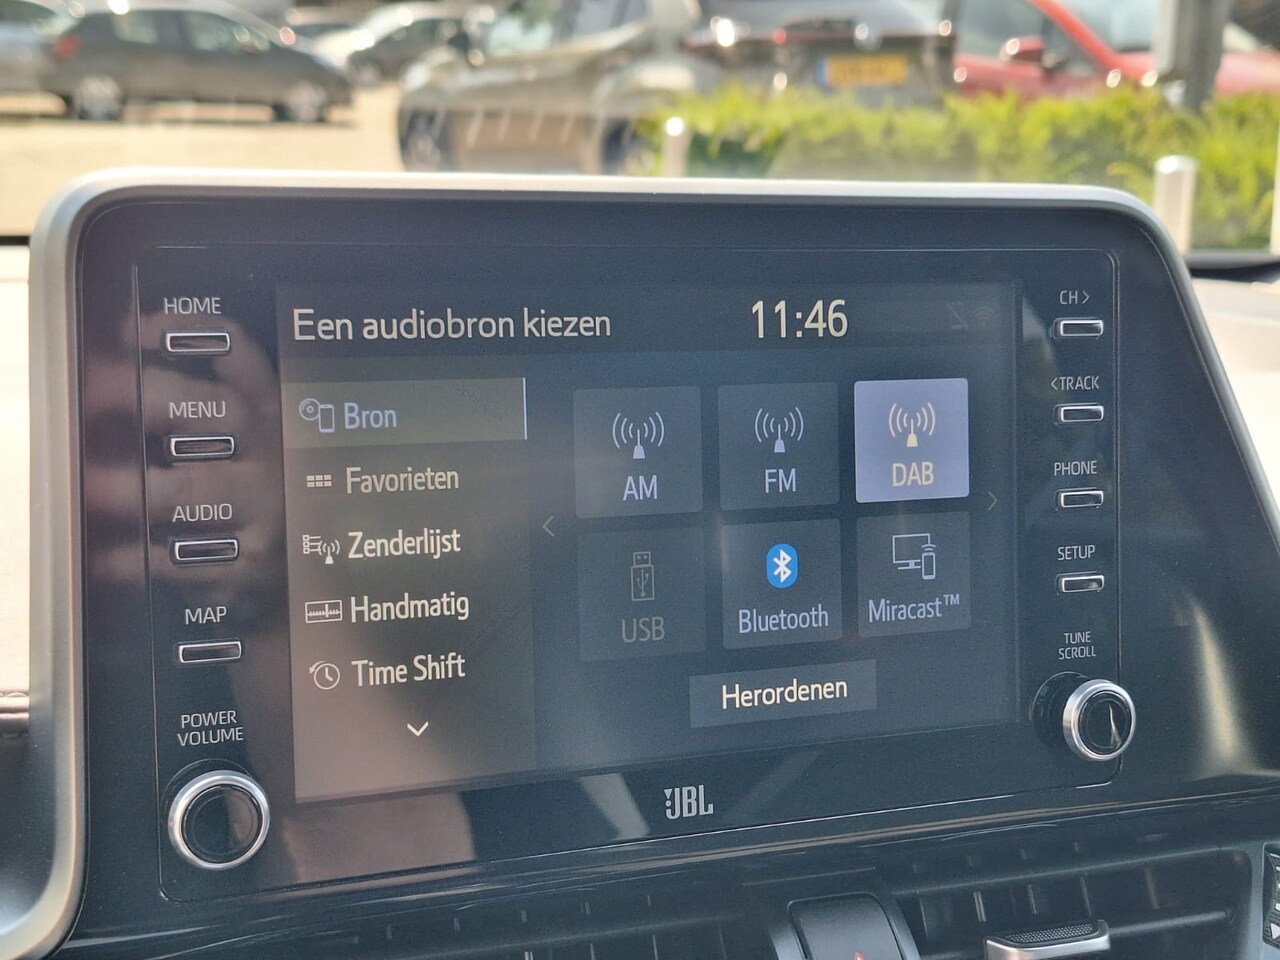 HOME
MENU
AUDIO
MAP
POWER
VOLUME
Een audiobron kiezen
11:46
Bron
Favorieten
Zenderlijst
Handmatig
Time Shift
AM
FM
DAB
USB
Bluetooth
Miracast™
Herordenen
JBL
CH>
<TRACK
PHONE
SETUP
TUNE
SCROLL